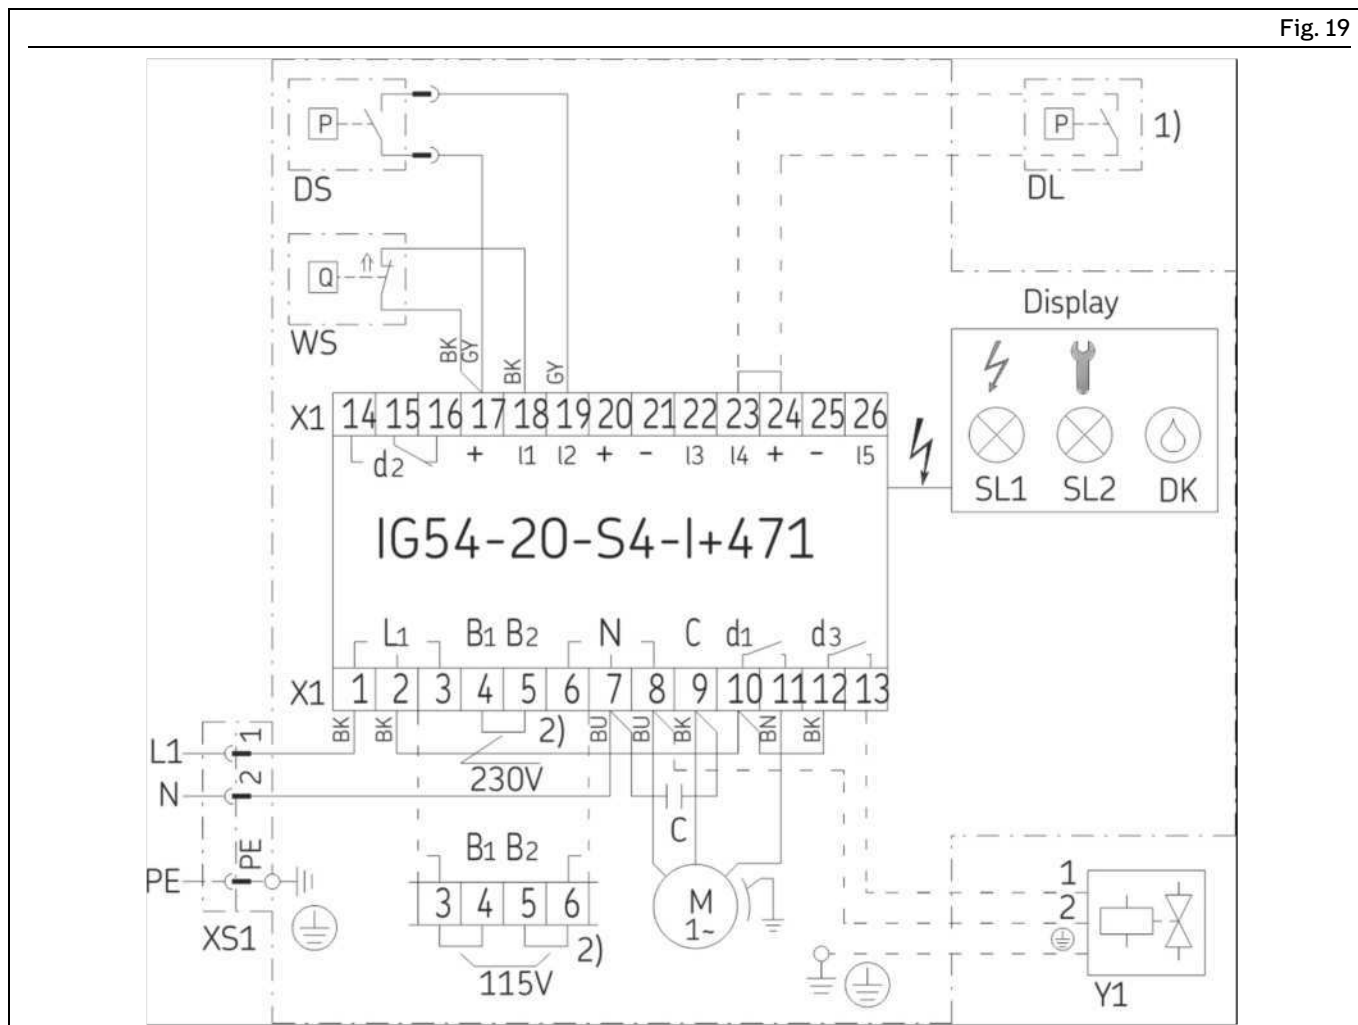 Fig. 19
P
DS
P
1)
DL
Q
WS
Display
BK
GY
BK
GY
X1 14 15 16 17 18 19 20 21 22 23 24 25 26
d2 + I1 I2 + - I3 I4 + - I5
SL1 SL2 DK
IG54-20-S4-I+471
L1 B1 B2 N C d1 d3
X1 1 2 3 4 5 6 7 8 9 10 11 12 13
BK BK BU BU BK BN BK
2)
L1 1
230V
N 2
C
B1 B2
PE PE
3 4 5 6
M
1~
1
2
XS1
2)
115V
Y1